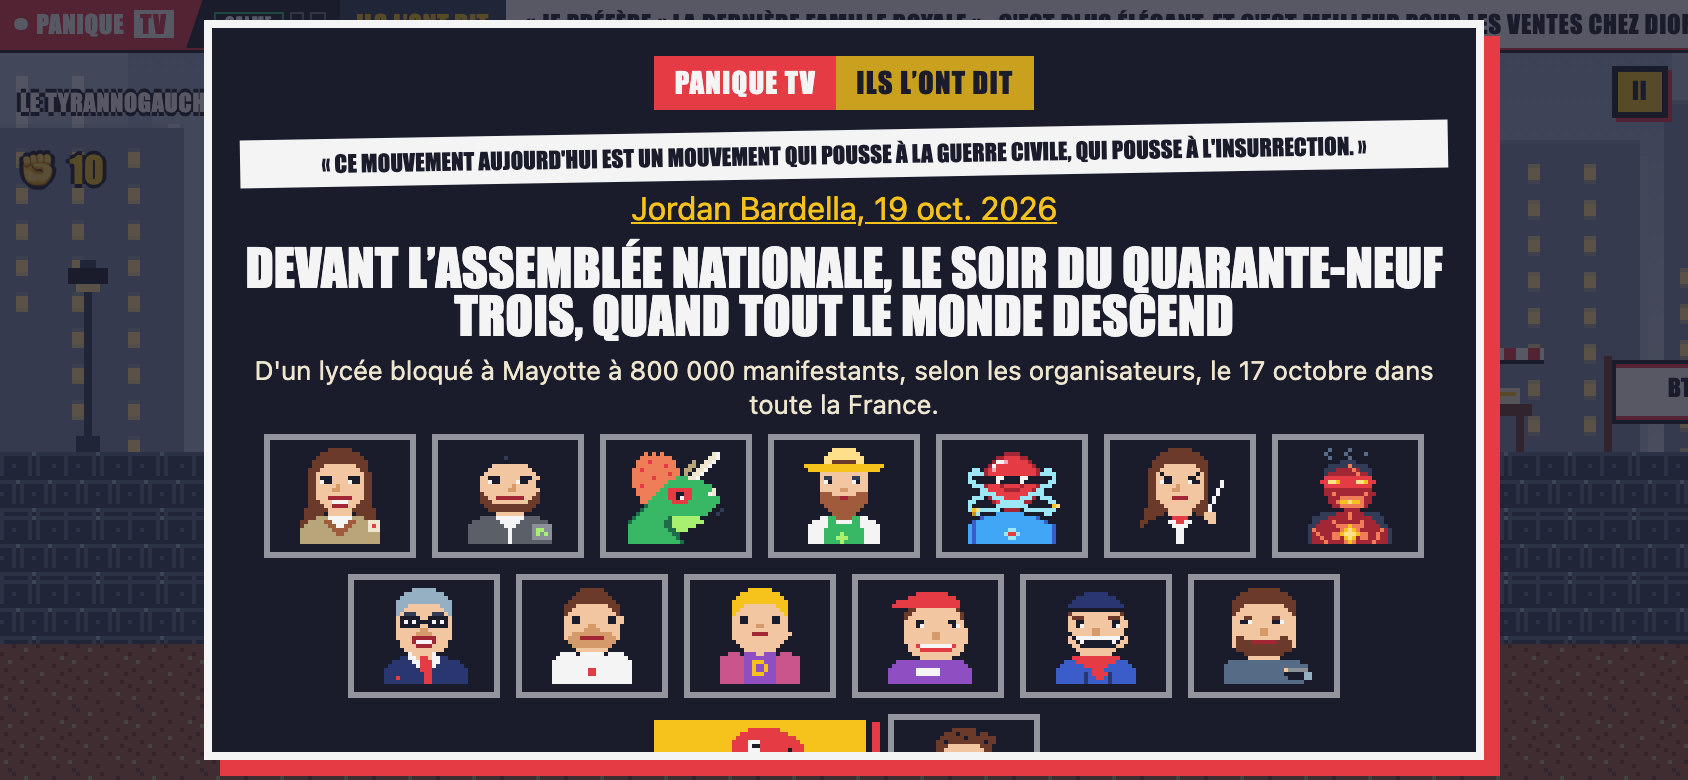 PANIQUE TV
ILS L'ONT DIT
LE TYRANNOGAUCH
10
PANIQUE TV ILS L’ONT DIT
« CE MOUVEMENT AUJOURD'HUI EST UN MOUVEMENT QUI POUSSE À LA GUERRE CIVILE, QUI POUSSE À L'INSURRECTION. »
Jordan Bardella, 19 oct. 2026
DEVANT L’ASSEMBLÉE NATIONALE, LE SOIR DU QUARANTE-NEUF
TROIS, QUAND TOUT LE MONDE DESCEND
D'un lycée bloqué à Mayotte à 800 000 manifestants, selon les organisateurs, le 17 octobre dans
toute la France.
D